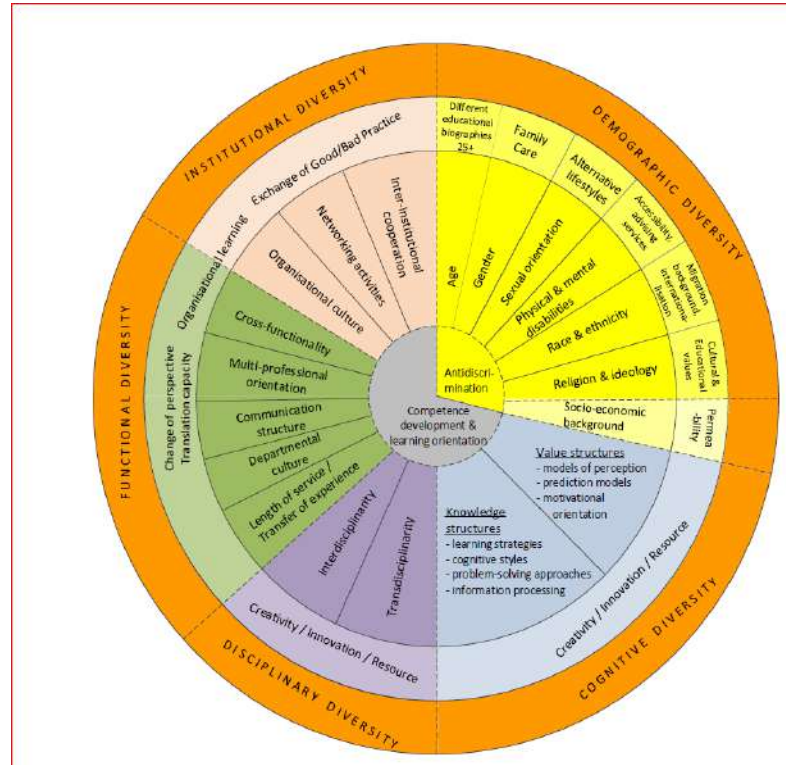 INSTITUTIONAL DIVERSITY
DEMOGRAPHIC DIVERSITY
COGNITIVE DIVERSITY
DISCIPLINARY DIVERSITY
FUNCTIONAL DIVERSITY
Exchange of Good/Bad Practice
Organisational learning
Inter-institutional
cooperation
Networking activities
Organisational culture
Different
educational
biographies
25+
Family
Care
Alternative
lifestyles
Accessibility,
advising
services
Migration
background,
internationa-
lisation
Cultural &
Educational
values
Permea
-bility
Age
Gender
Sexual orientation
Physical & mental
disabilities
Race & ethnicity
Religion & ideology
Socio-economic
background
Antidiscri-
mination
Competence
development &
learning orientation
Change of perspective
Translation capacity
Cross-functionality
Multi-professional
orientation
Communication
structure
Departmental
culture
Length of service /
Transfer of experience
Interdisciplinarity
Transdisciplinarity
Creativity / Innovation / Resource
Value structures
- models of perception
- prediction models
- motivational
orientation
Knowledge
structures
- learning strategies
- cognitive styles
- problem-solving approaches
- information processing
Creativity / Innovation / Resource